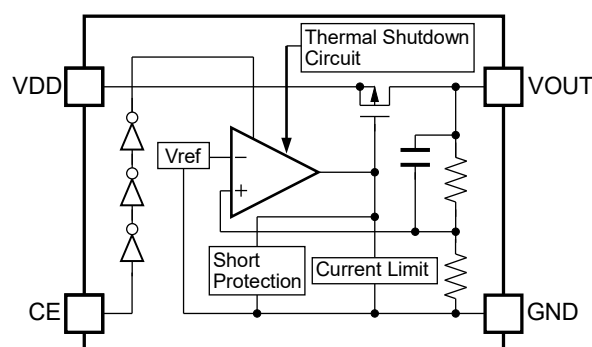 Thermal Shutdown
Circuit
VDD
VOUT
Vref
−
+
Short
Protection
Current Limit
CE
GND